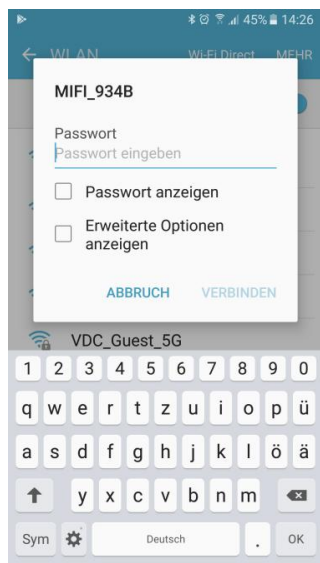 45% 14:26
WLAN Wi-Fi Direct MEHR
MIFI_934B
Passwort
Passwort eingeben
Passwort anzeigen
Erweiterte Optionen
anzeigen
ABBRUCH VERBINDEN
VDC_Guest_5G
1 2 3 4 5 6 7 8 9 0
q w e r t z u i o p ü
a s d f g h j k l ö ä
y x c v b n m
Sym Deutsch . OK